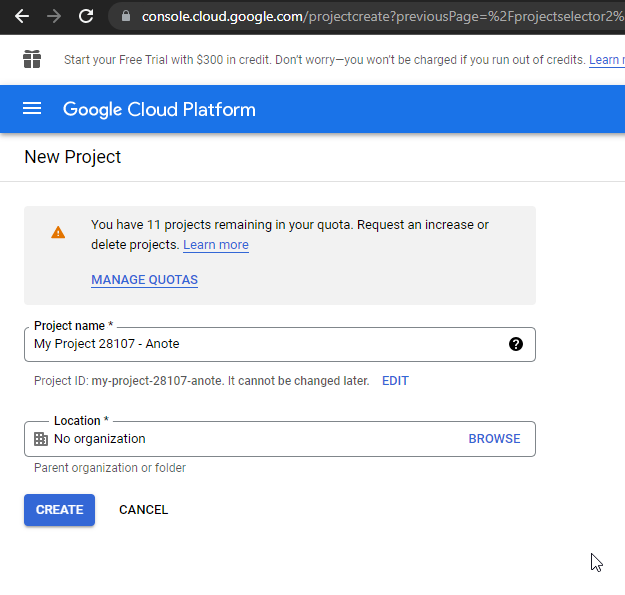 console.cloud.google.com/projectcreate?previousPage=%2Fprojectselector2%
Start your Free Trial with $300 in credit. Don't worry—you won't be charged if you run out of credits. Learn
Google Cloud Platform
New Project
You have 11 projects remaining in your quota. Request an increase or
delete projects. Learn more
MANAGE QUOTAS
Project name *
My Project 28107 - Anote
Project ID: my-project-28107-anote. It cannot be changed later. EDIT
Location *
No organization BROWSE
Parent organization or folder
CREATE CANCEL